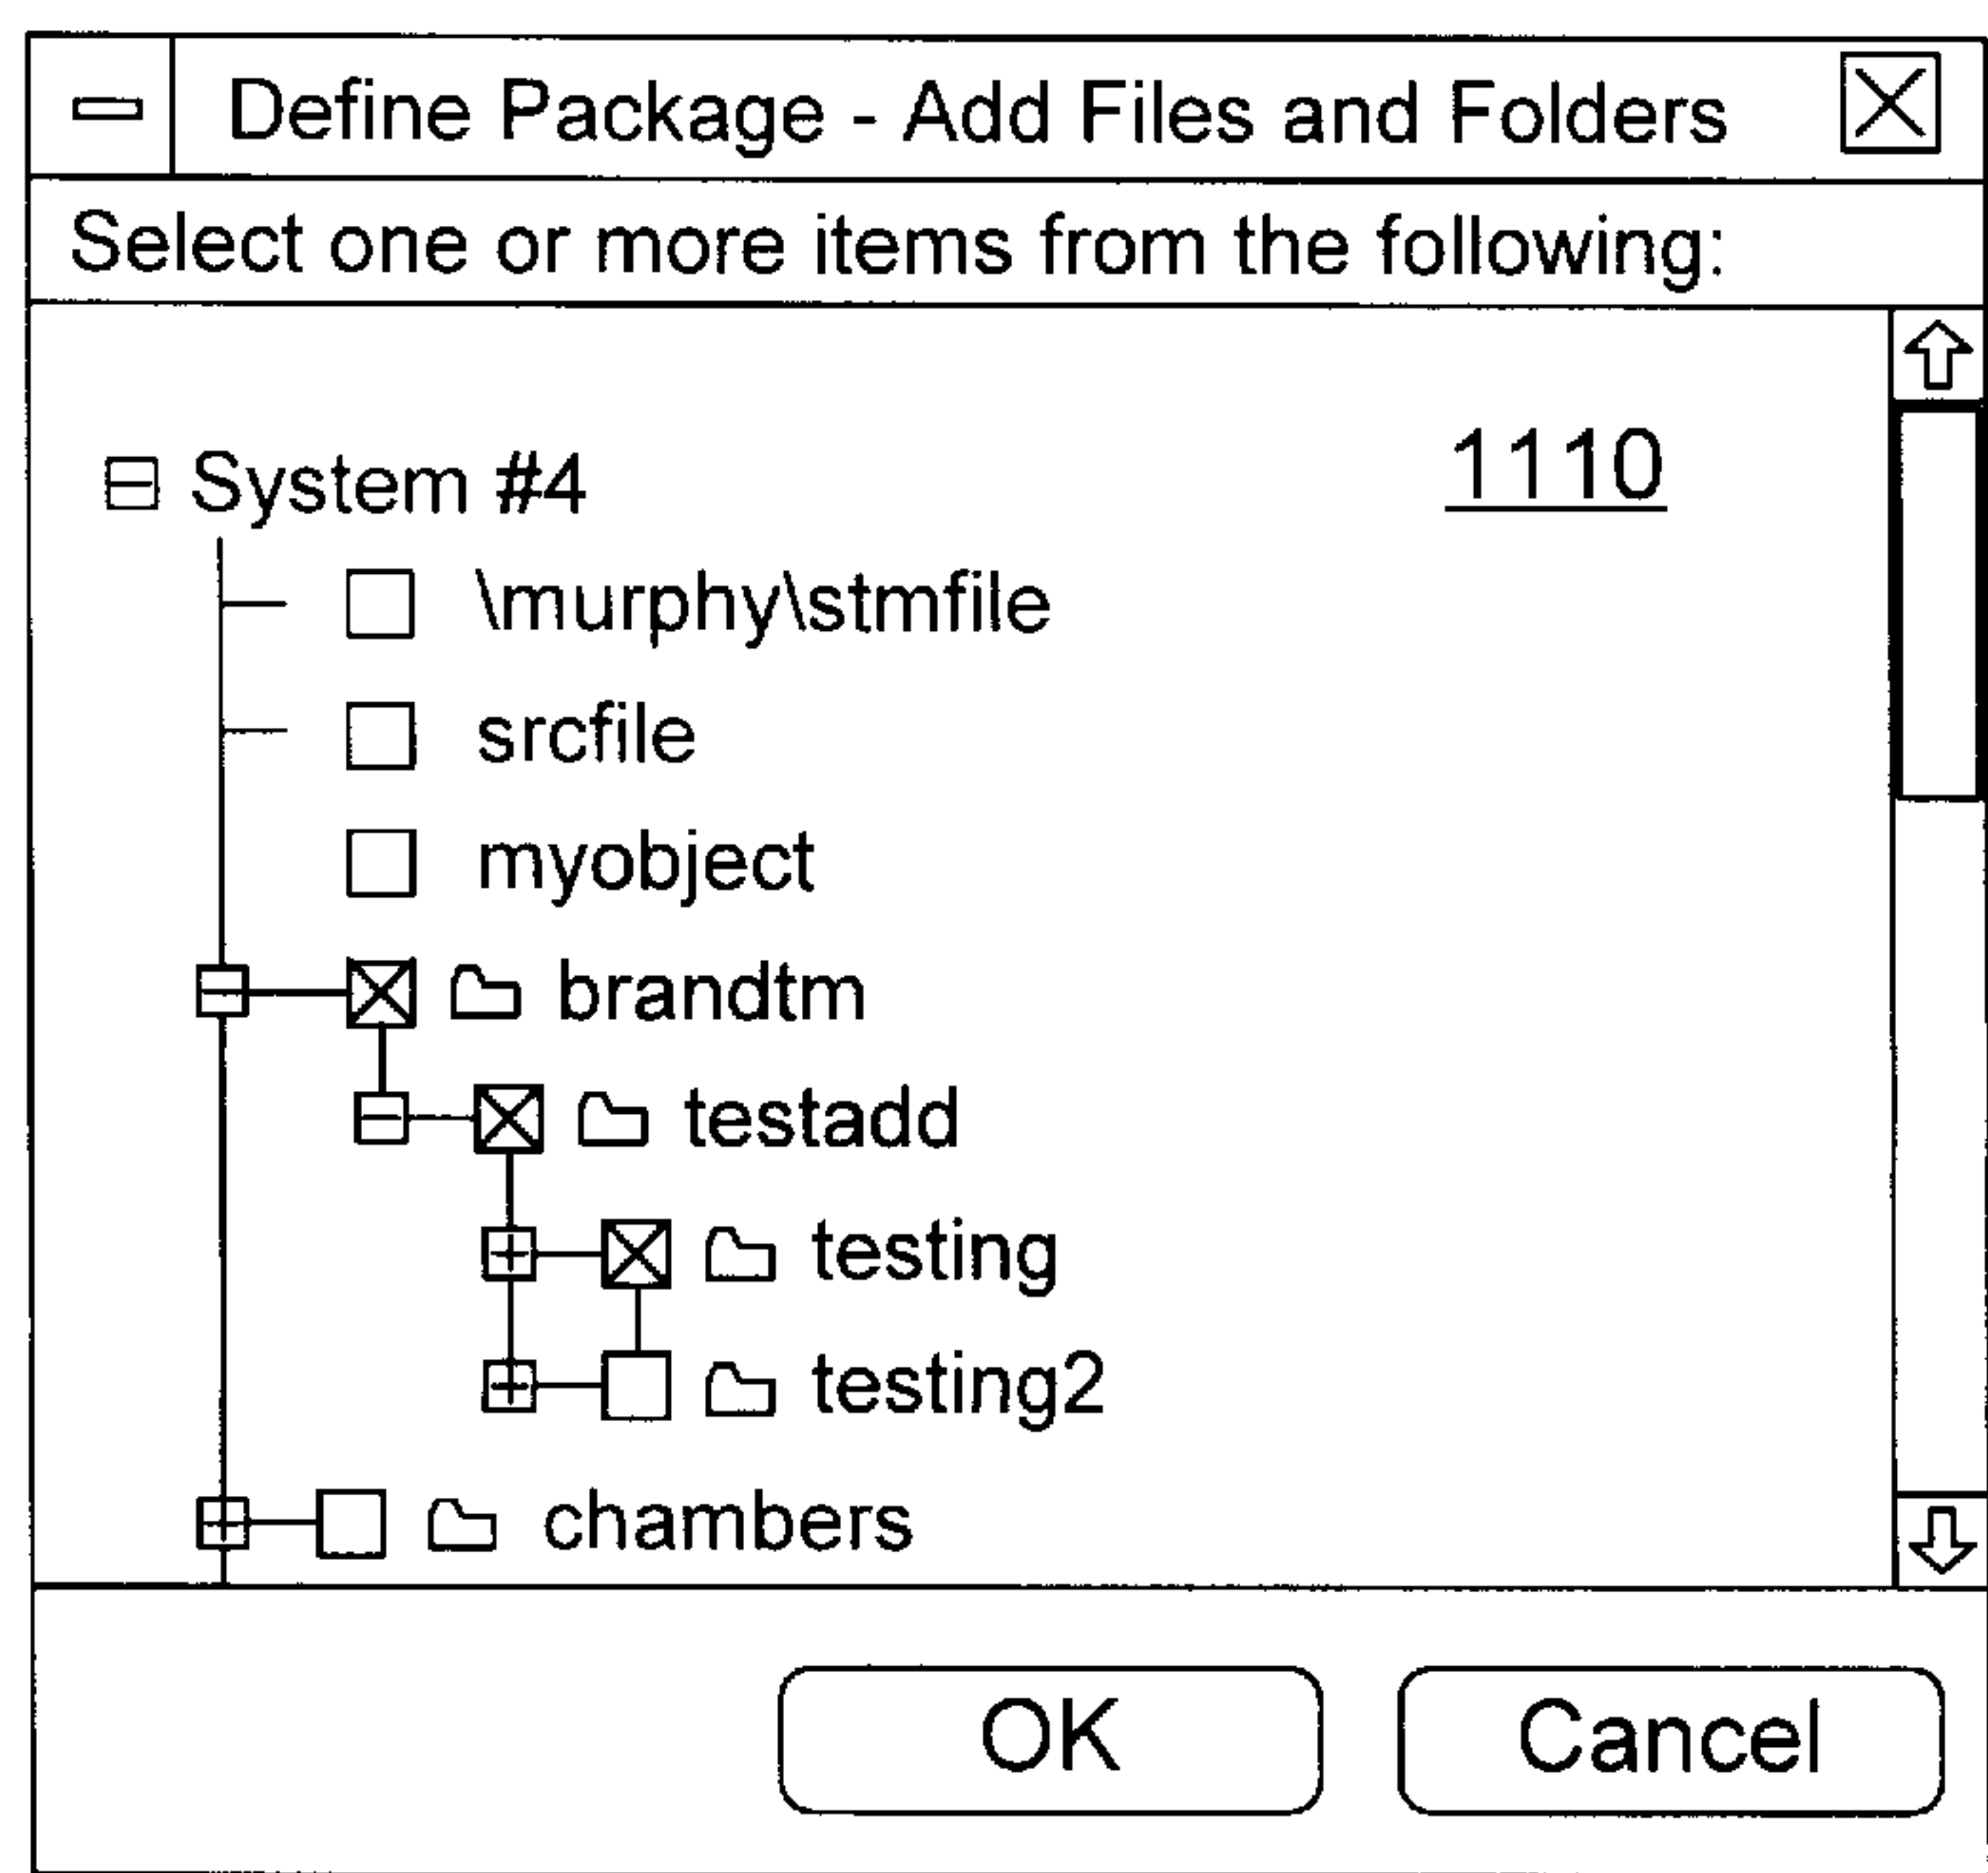 Define Package - Add Files and Folders
Select one or more items from the following:
1110
System #4
\murphy\stmfile
srcfile
myobject
brandtm
testadd
testing
testing2
chambers
OK
Cancel